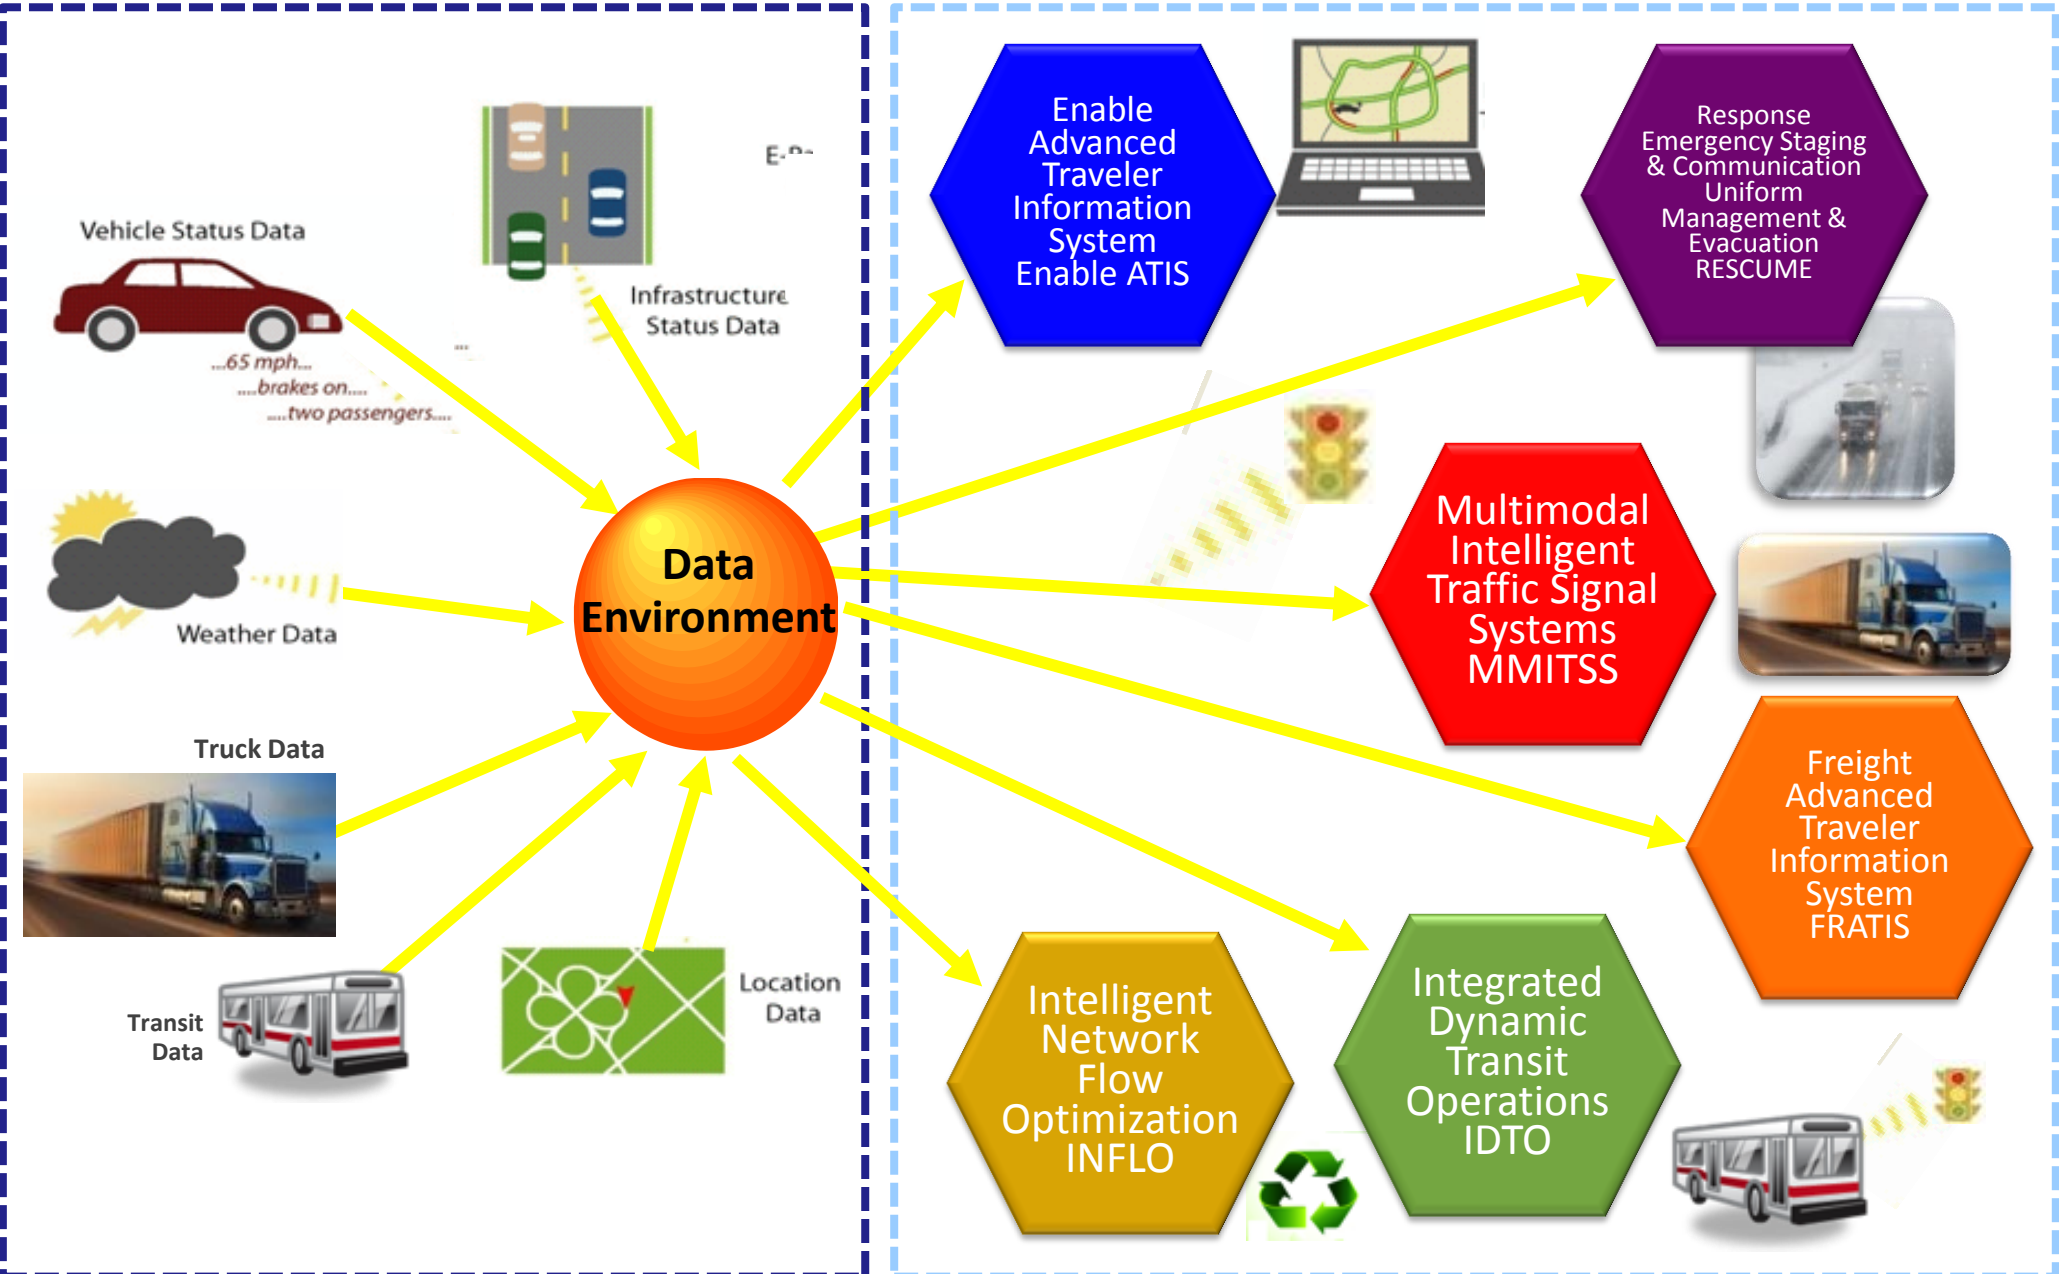 Vehicle Status Data
...65 mph...
....brakes on....
....two passengers....
Infrastructure
Status Data
...
Weather Data
Truck Data
Transit
Data
Location
Data
Data
Environment
Enable
Advanced
Traveler
Information
System
Enable ATIS
Response
Emergency Staging
& Communication
Uniform
Management &
Evacuation
RESCUME
Multimodal
Intelligent
Traffic Signal
Systems
MMITSS
Freight
Advanced
Traveler
Information
System
FRATIS
Integrated
Dynamic
Transit
Operations
IDTO
Intelligent
Network
Flow
Optimization
INFLO